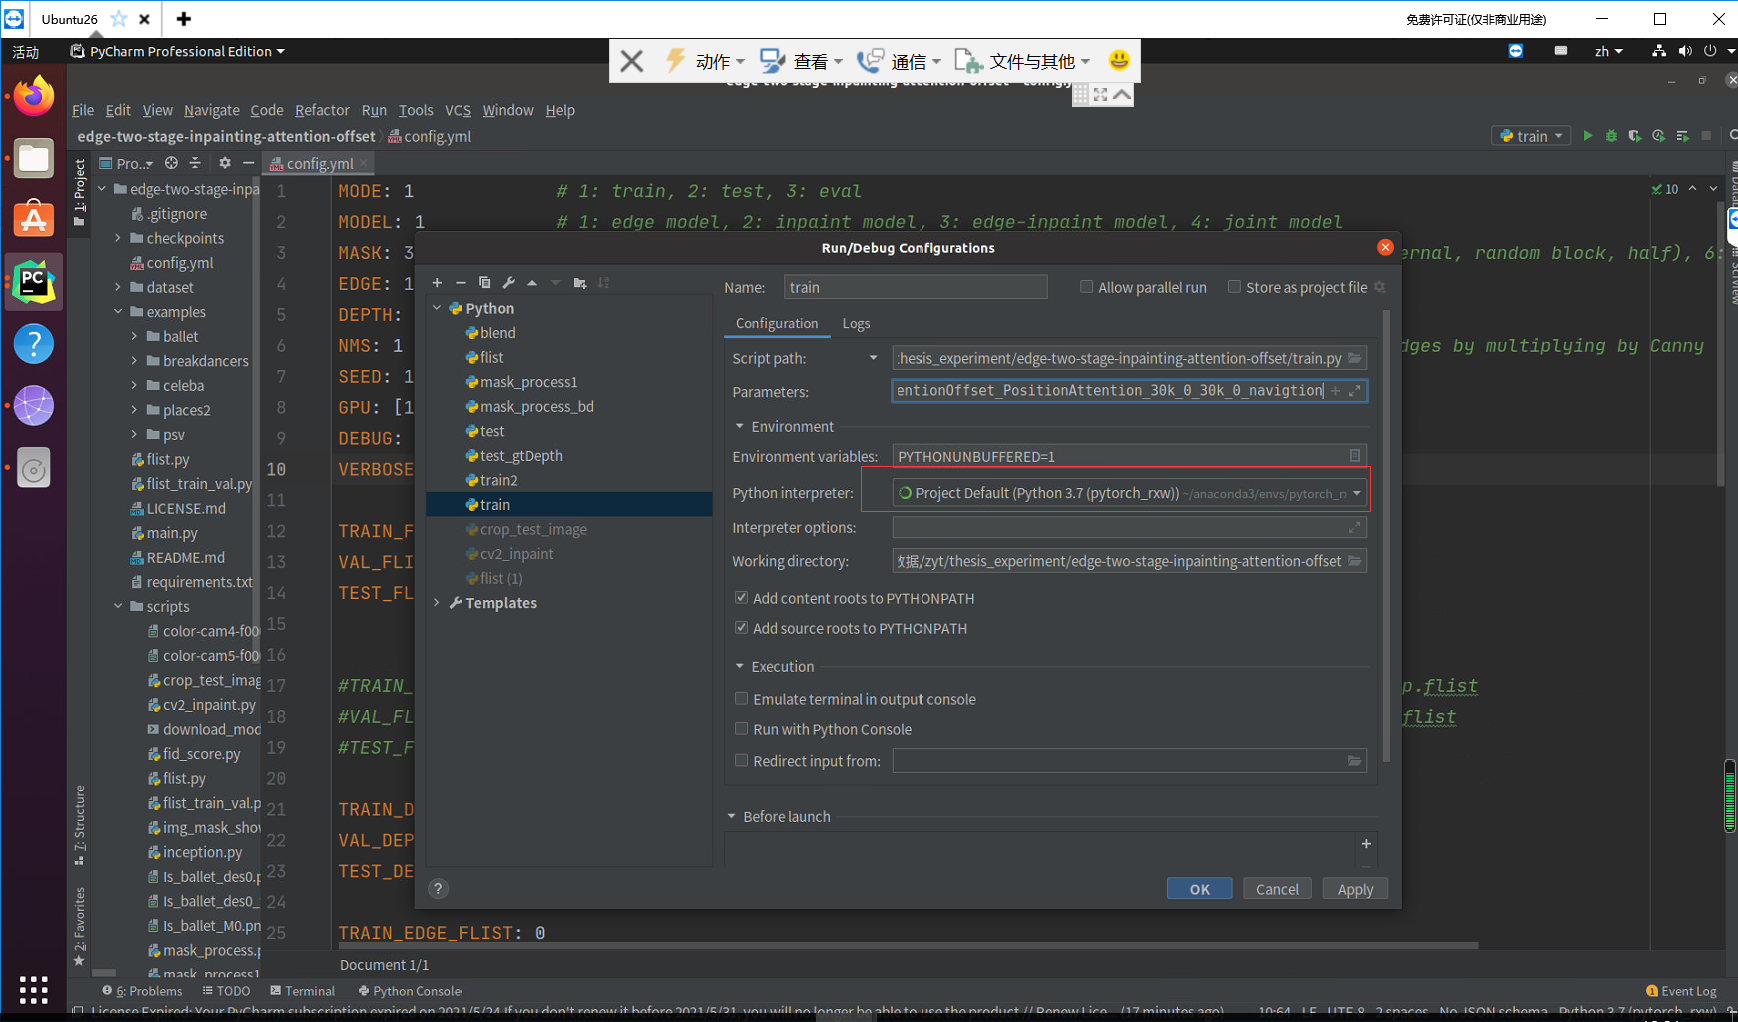 Ubuntu26
免费许可证(仅非商业用途)
活动
PyCharm Professional Edition
zh
动作
查看
通信
文件与其他
File Edit View Navigate Code Refactor Run Tools VCS Window Help
edge-two-stage-inpainting-attention-offset
config.yml
train
Pro..
config.yml
1: Project
edge-two-stage-inpa
.gitignore
checkpoints
config.yml
dataset
examples
ballet
breakdancers
celeba
places2
psv
flist.py
flist_train_val.py
LICENSE.md
main.py
README.md
requirements.txt
scripts
color-cam4-f00
color-cam5-f00
crop_test_imag
cv2_inpaint.py
download_mod
fid_score.py
flist.py
flist_train_val.p
img_mask_show
inception.py
Is_ballet_des0.p
Is_ballet_des0_
Is_ballet_M0.pn
mask_process.p
mask_process1
7: Structure
2: Favorites
10
1 MODE: 1 # 1: train, 2: test, 3: eval
2 MODEL: 1 # 1: edge model, 2: inpaint model, 3: edge-inpaint model, 4: joint model
3 MASK: 3 ernal, random block, half), 6:
4 EDGE: 1
5 DEPTH:
6 NMS: 1 dges by multiplying by Canny
7 SEED: 1
8 GPU: [1
9 DEBUG:
10 VERBOSE
11
12 TRAIN_F
13 VAL_FLI
14 TEST_FL
15
16
17 #TRAIN_ p.flist
18 #VAL_FL flist
19 #TEST_F
20
21 TRAIN_D
22 VAL_DEP
23 TEST_DE
24
25 TRAIN_EDGE_FLIST: 0
Run/Debug Configurations
Python
blend
flist
mask_process1
mask_process_bd
test
test_gtDepth
train2
train
crop_test_image
cv2_inpaint
flist (1)
Templates
Name: train
Allow parallel run
Store as project file
Configuration
Logs
Script path: :hesis_experiment/edge-two-stage-inpainting-attention-offset/train.py
Parameters: entionOffset_PositionAttention_30k_0_30k_0_navigtion
Environment
Environment variables: PYTHONUNBUFFERED=1
Python interpreter: Project Default (Python 3.7 (pytorch_rxw)) ~/anaconda3/envs/pytorch_r
Interpreter options:
Working directory: 据/zyt/thesis_experiment/edge-two-stage-inpainting-attention-offset
Add content roots to PYTHONPATH
Add source roots to PYTHONPATH
Execution
Emulate terminal in output console
Run with Python Console
Redirect input from:
Before launch
?
OK
Cancel
Apply
Document 1/1
6: Problems
TODO
Terminal
Python Console
1 Event Log
License Expired: Your PyCharm subscription expired on 2021/5/24 If you don't renew it before 2021/5/31, you will no longer be able to use the product // Renew Lice... (17 minutes ago)
10:64 LF UTF-8 2 spaces No JSON schema Python 3.7 (pytorch_rxw)